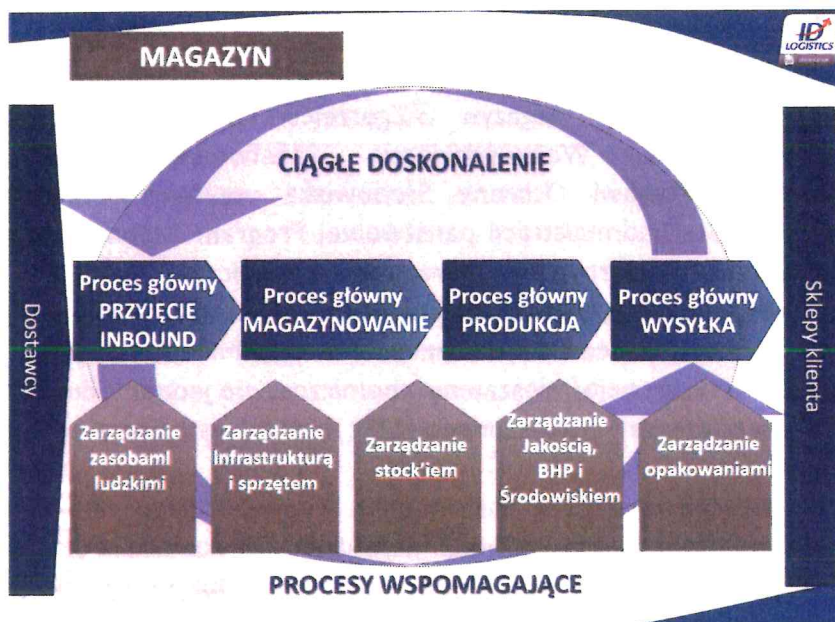 MAGAZYN
ID
LOGISTICS
CIĄGŁE DOSKONALENIE
Dostawcy
Proces główny
PRZYJĘCIE
INBOUND
Proces główny
MAGAZYNOWANIE
Proces główny
PRODUKCJA
Proces główny
WYSYŁKA
Sklepy klienta
Zarządzanie
zasobami
ludzkimi
Zarządzanie
Infrastrukturą
i sprzętem
Zarządzanie
stock'iem
Zarządzanie
Jakością,
BHP i
Środowiskiem
Zarządzanie
opakowaniami
PROCESY WSPOMAGAJĄCE